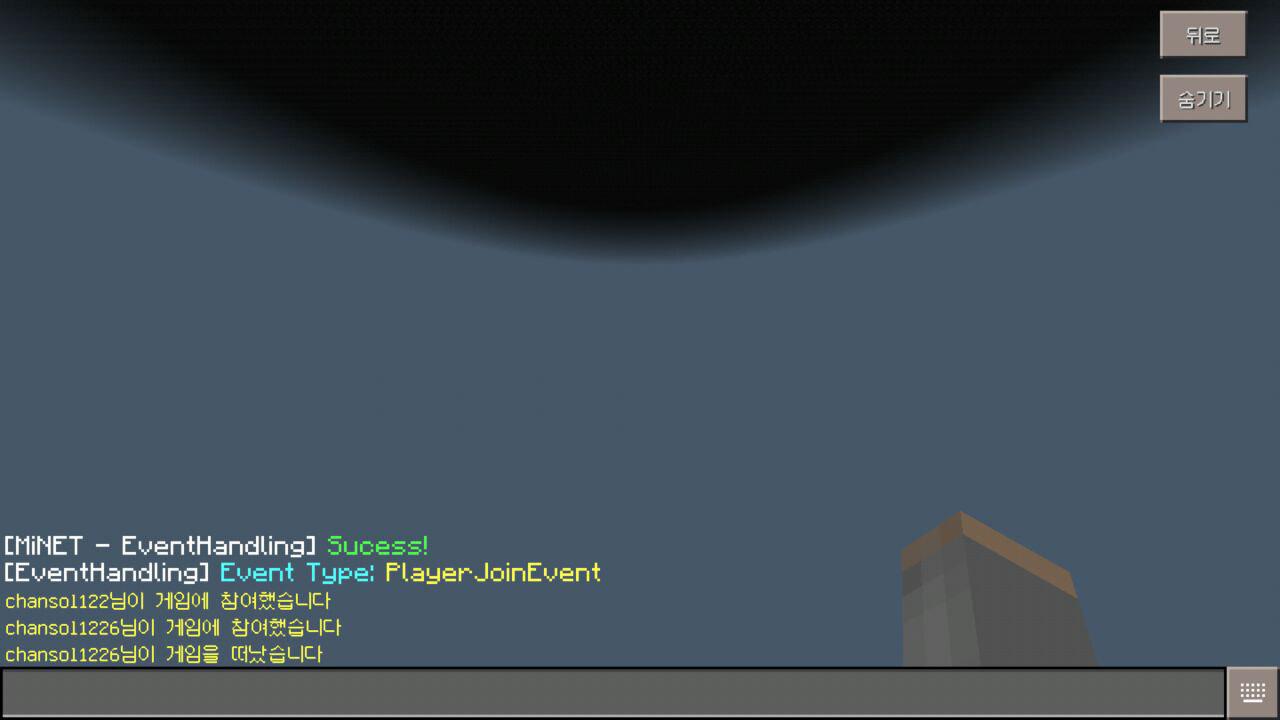 뒤로
숨기기
[MiNET - EventHandling] Sucess!
[EventHandling] Event Type: PlayerJoinEvent
chansol122님이 게임에 참여했습니다
chansol1226님이 게임에 참여했습니다
chansol1226님이 게임을 떠났습니다